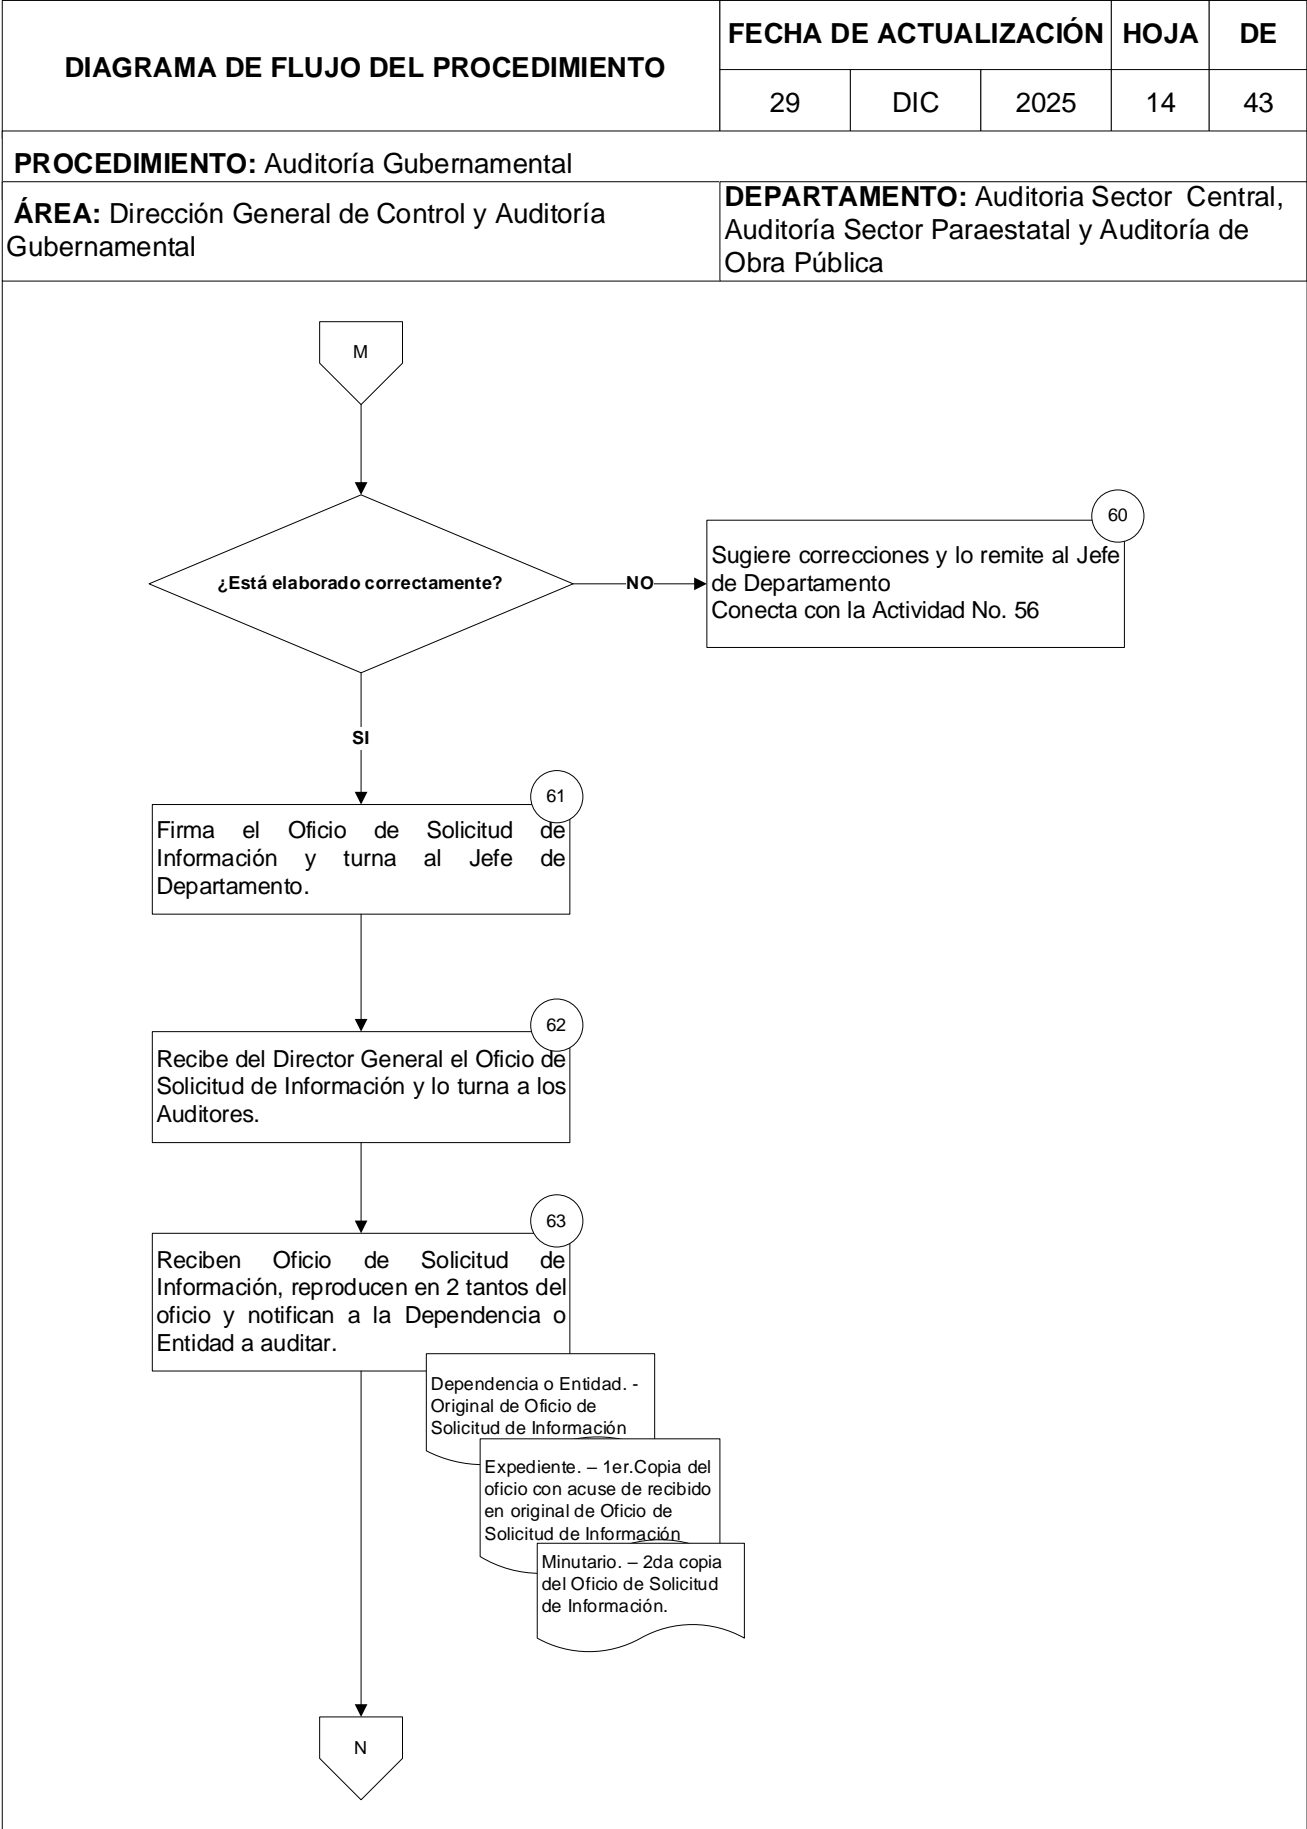 DIAGRAMA DE FLUJO DEL PROCEDIMIENTO
FECHA DE ACTUALIZACIÓN
HOJA
DE
29
DIC
2025
14
43
PROCEDIMIENTO: Auditoría Gubernamental
ÁREA: Dirección General de Control y Auditoría
Gubernamental
DEPARTAMENTO: Auditoria Sector Central,
Auditoría Sector Paraestatal y Auditoría de
Obra Pública
M
¿Está elaborado correctamente?
NO
60
Sugiere correcciones y lo remite al Jefe
de Departamento
Conecta con la Actividad No. 56
SI
61
Firma el Oficio de Solicitud de
Información y turna al Jefe de
Departamento.
62
Recibe del Director General el Oficio de
Solicitud de Información y lo turna a los
Auditores.
63
Reciben Oficio de Solicitud de
Información, reproducen en 2 tantos del
oficio y notifican a la Dependencia o
Entidad a auditar.
Dependencia o Entidad. -
Original de Oficio de
Solicitud de Información
Expediente. – 1er.Copia del
oficio con acuse de recibido
en original de Oficio de
Solicitud de Información
Minutario. – 2da copia
del Oficio de Solicitud
de Información.
N